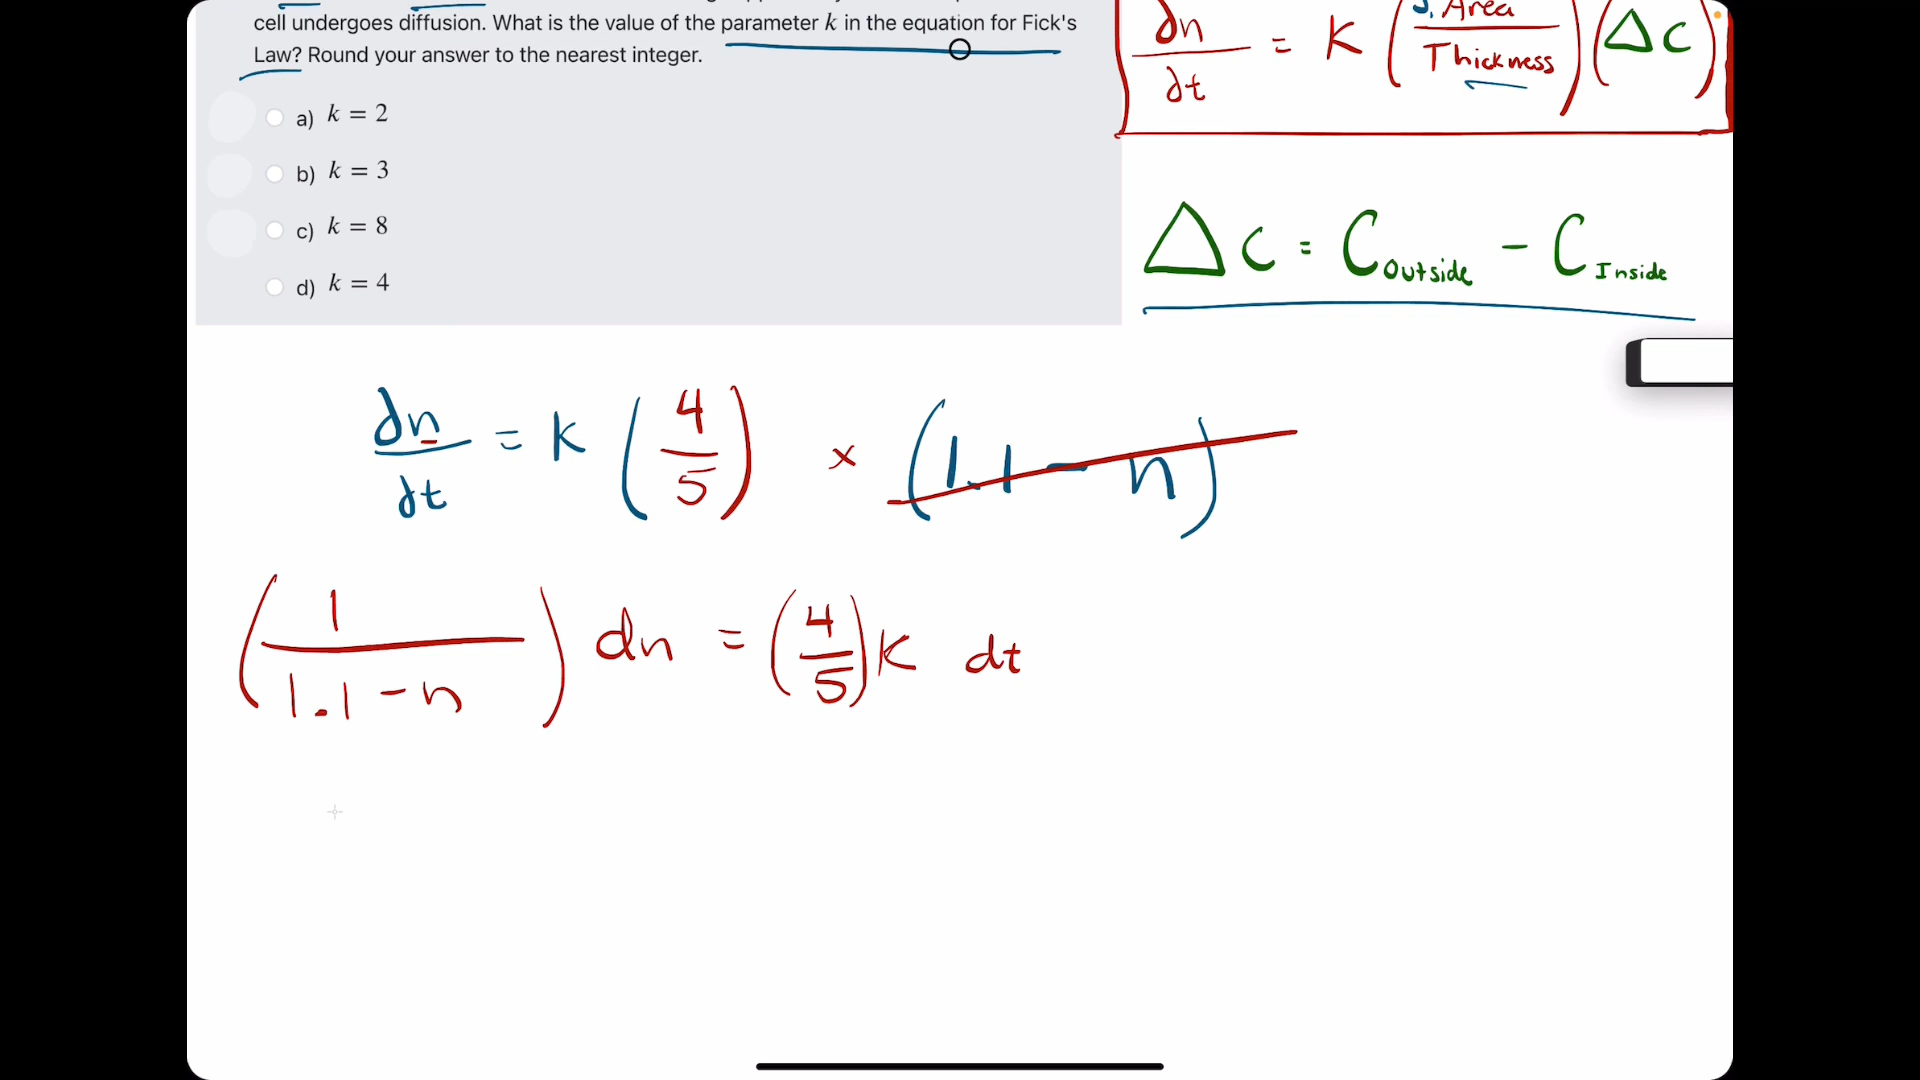 cell undergoes diffusion. What is the value of the parameter k in the equation for Fick's
Law? Round your answer to the nearest integer.
a) k = 2
b) k = 3
c) k = 8
d) k = 4
∂n/∂t = K (S. Area/Thickness)(ΔC)
ΔC = C Outside - C Inside
∂n/∂t = K (4/5) × (1.1 - n)
(1/1.1 - n) dn = (4/5) K dt